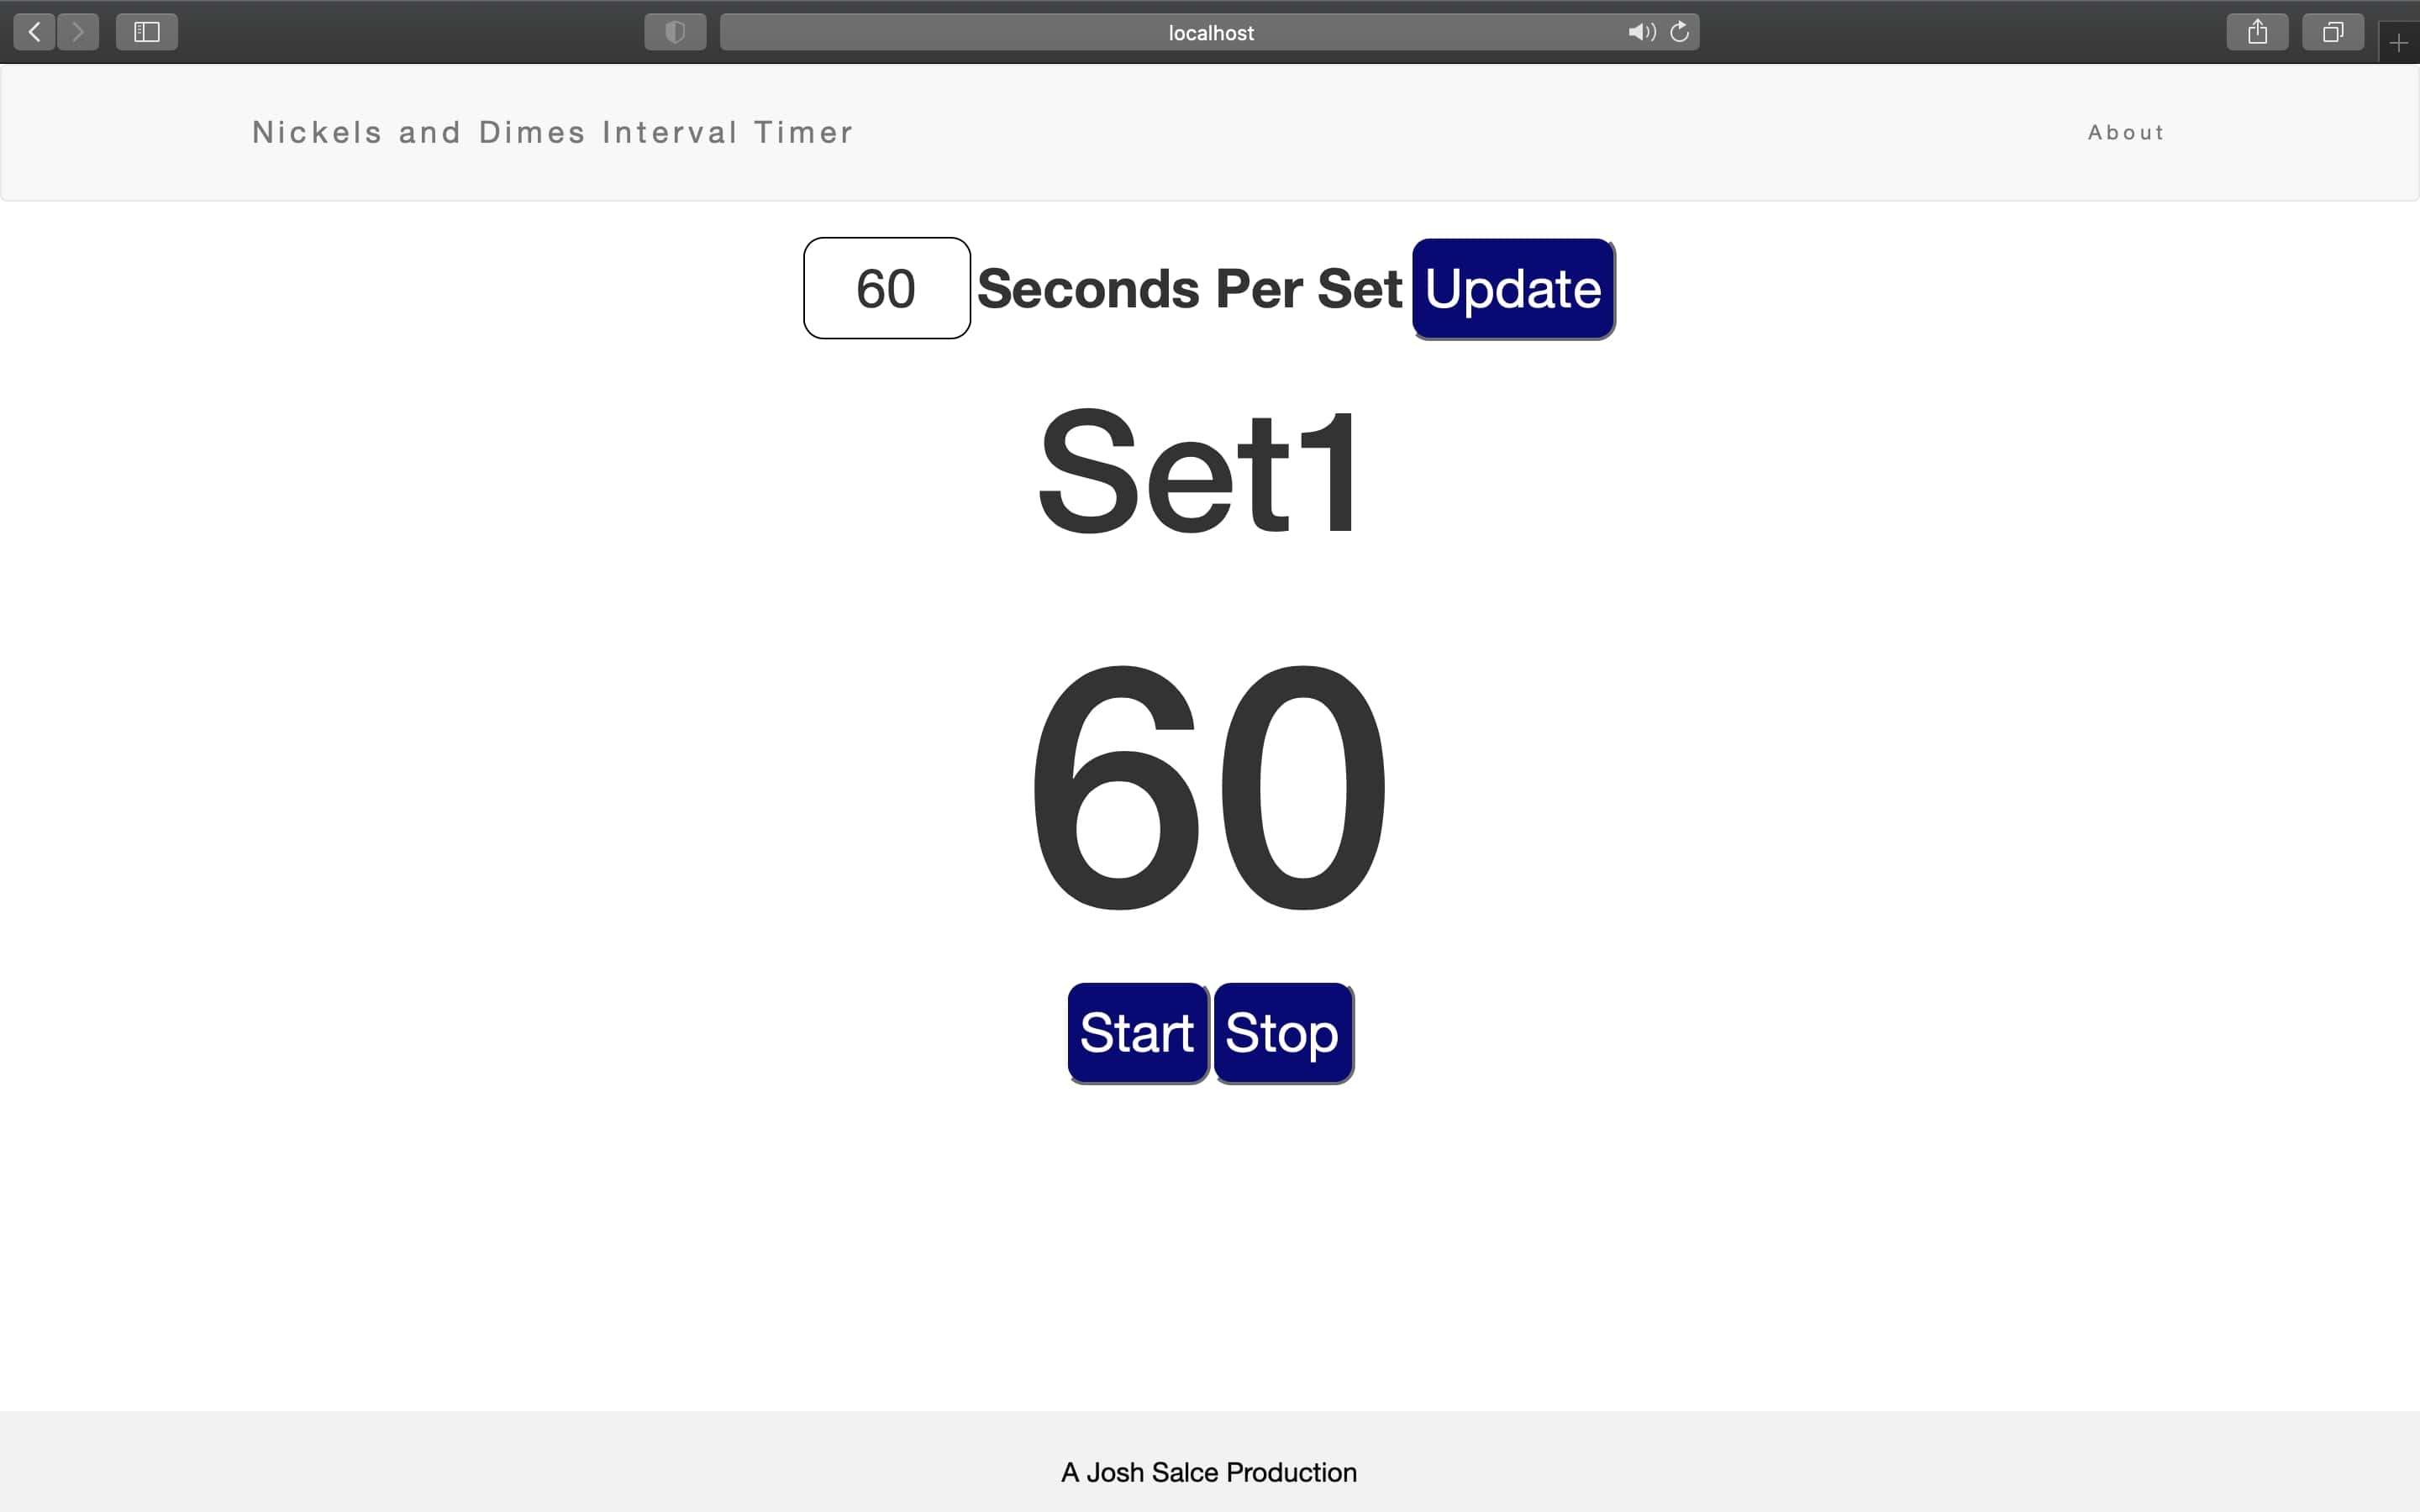 localhost
Nickels and Dimes Interval Timer About
60 Seconds Per Set Update
Set1
60
Start Stop
A Josh Salce Production